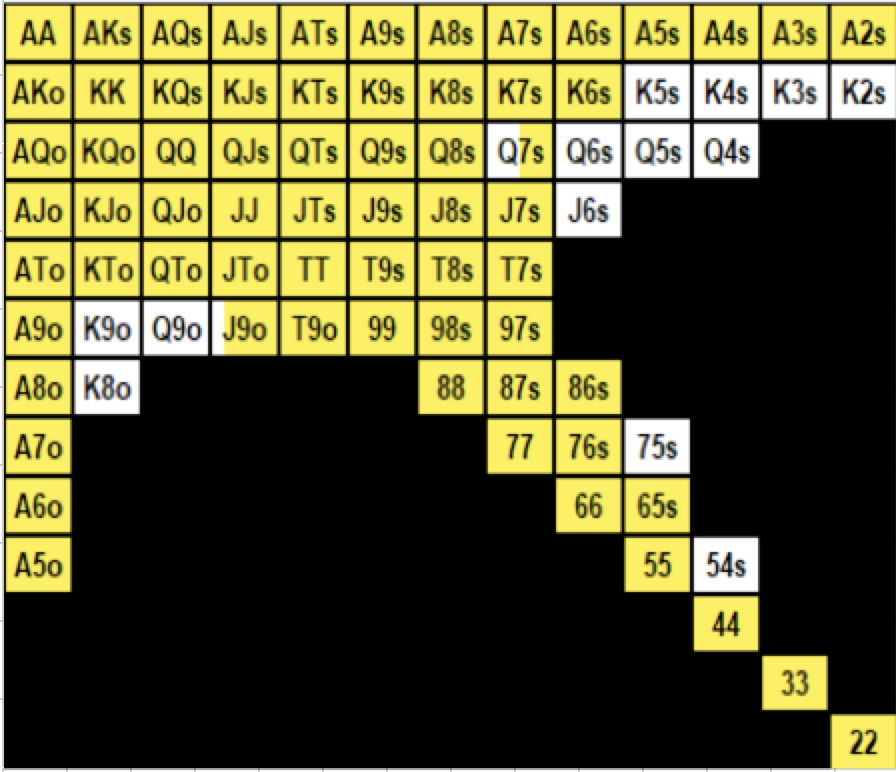 AA AKs AQs AJs ATs A9s A8s A7s A6s A5s A4s A3s A2s
AKo KK KQs KJs KTs K9s K8s K7s K6s K5s K4s K3s K2s
AQo KQo QQ QJs QTs Q9s Q8s Q7s Q6s Q5s Q4s
AJo KJo QJo JJ JTs J9s J8s J7s J6s
ATo KTo QTo JTo TT T9s T8s T7s
A9o K9o Q9o J9o T9o 99 98s 97s
A8o K8o 88 87s 86s
A7o 77 76s 75s
A6o 66 65s
A5o 55 54s
44
33
22